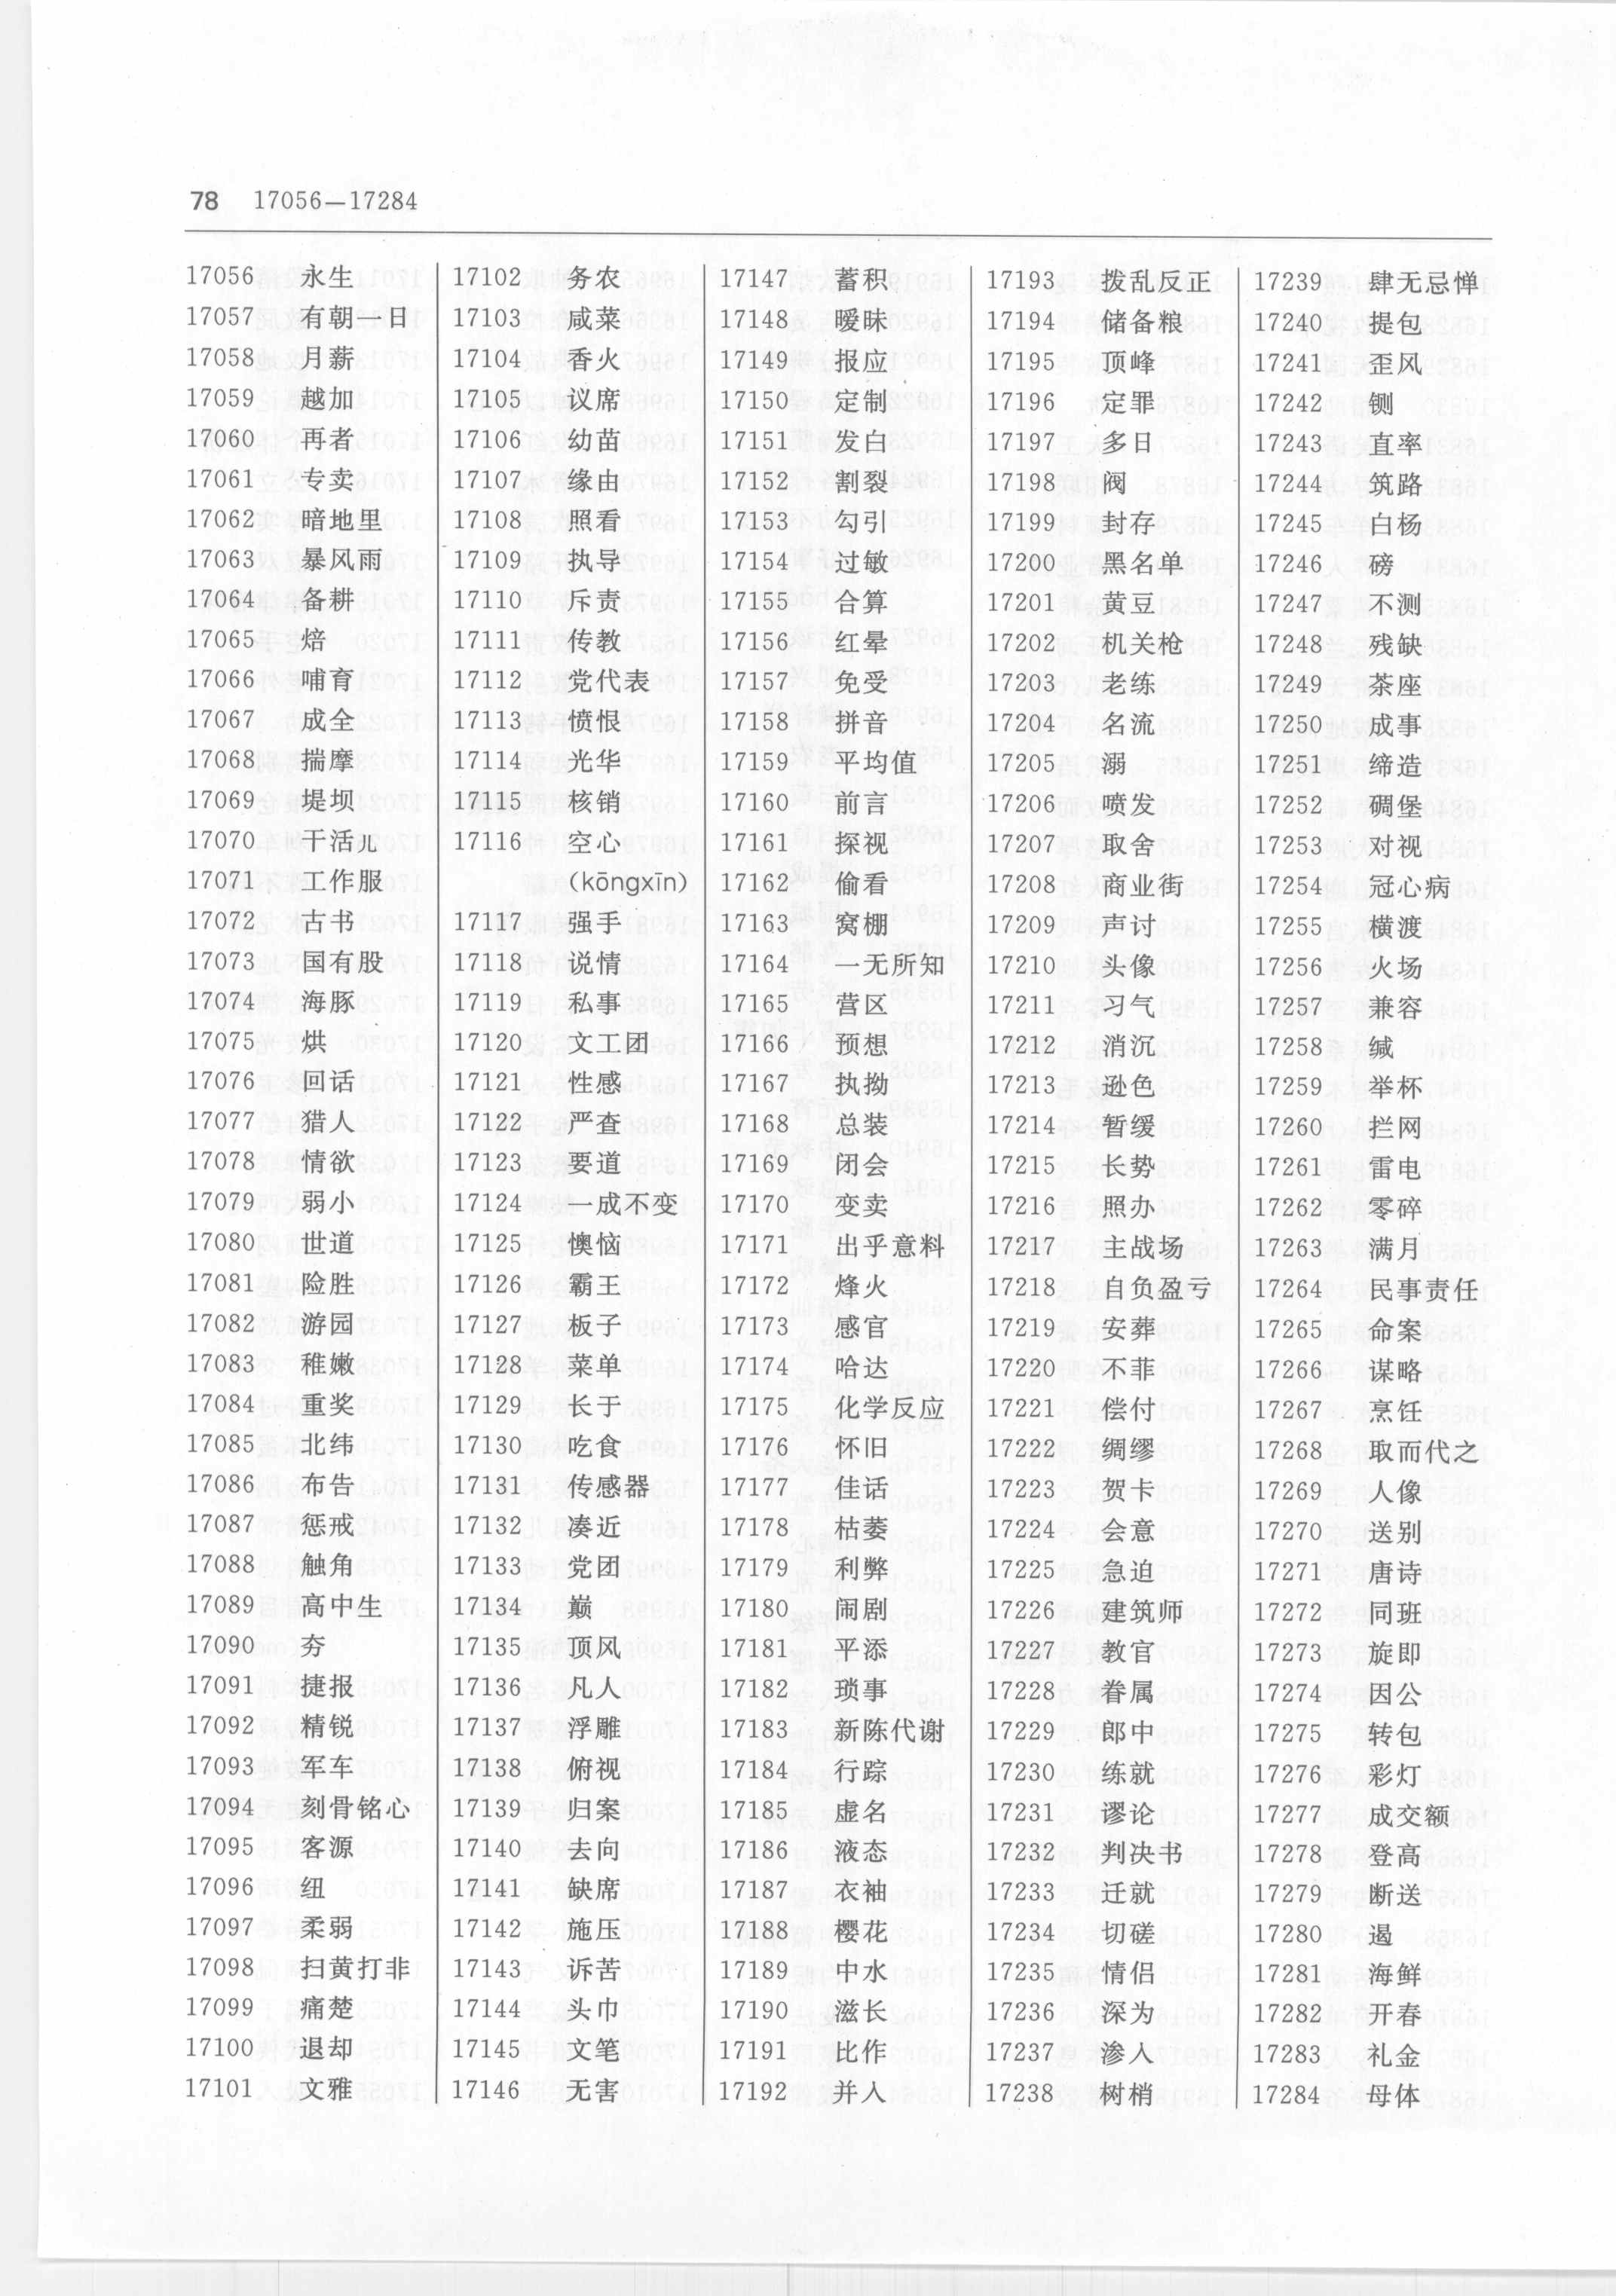 78 17056—17284
17056 永生
17057 有朝一日
17058 月薪
17059 越加
17060 再者
17061 专卖
17062 暗地里
17063 暴风雨
17064 备耕
17065 焙
17066 哺育
17067 成全
17068 揣摩
17069 堤坝
17070 干活儿
17071 工作服
17072 古书
17073 国有股
17074 海豚
17075 烘
17076 回话
17077 猎人
17078 情欲
17079 弱小
17080 世道
17081 险胜
17082 游园
17083 稚嫩
17084 重奖
17085 北纬
17086 布告
17087 惩戒
17088 触角
17089 高中生
17090 夯
17091 捷报
17092 精锐
17093 军车
17094 刻骨铭心
17095 客源
17096 纽
17097 柔弱
17098 扫黄打非
17099 痛楚
17100 退却
17101 文雅
17102 务农
17103 咸菜
17104 香火
17105 议席
17106 幼苗
17107 缘由
17108 照看
17109 执导
17110 斥责
17111 传教
17112 党代表
17113 愤恨
17114 光华
17115 核销
17116 空心
(kōngxīn)
17117 强手
17118 说情
17119 私事
17120 文工团
17121 性感
17122 严查
17123 要道
17124 一成不变
17125 懊恼
17126 霸王
17127 板子
17128 菜单
17129 长于
17130 吃食
17131 传感器
17132 凑近
17133 党团
17134 巅
17135 顶风
17136 凡人
17137 浮雕
17138 俯视
17139 归案
17140 去向
17141 缺席
17142 施压
17143 诉苦
17144 头巾
17145 文笔
17146 无害
17147 蓄积
17148 暧昧
17149 报应
17150 定制
17151 发白
17152 割裂
17153 勾引
17154 过敏
17155 合算
17156 红晕
17157 免受
17158 拼音
17159 平均值
17160 前言
17161 探视
17162 偷看
17163 窝棚
17164 一无所知
17165 营区
17166 预想
17167 执拗
17168 总装
17169 闭会
17170 变卖
17171 出乎意料
17172 烽火
17173 感官
17174 哈达
17175 化学反应
17176 怀旧
17177 佳话
17178 枯萎
17179 利弊
17180 闹剧
17181 平添
17182 琐事
17183 新陈代谢
17184 行踪
17185 虚名
17186 液态
17187 衣袖
17188 樱花
17189 中水
17190 滋长
17191 比作
17192 并入
17193 拨乱反正
17194 储备粮
17195 顶峰
17196 定罪
17197 多日
17198 阀
17199 封存
17200 黑名单
17201 黄豆
17202 机关枪
17203 老练
17204 名流
17205 溺
17206 喷发
17207 取舍
17208 商业街
17209 声讨
17210 头像
17211 习气
17212 消沉
17213 逊色
17214 暂缓
17215 长势
17216 照办
17217 主战场
17218 自负盈亏
17219 安葬
17220 不菲
17221 偿付
17222 绸缪
17223 贺卡
17224 会意
17225 急迫
17226 建筑师
17227 教官
17228 眷属
17229 郎中
17230 练就
17231 谬论
17232 判决书
17233 迁就
17234 切磋
17235 情侣
17236 深为
17237 渗入
17238 树梢
17239 肆无忌惮
17240 提包
17241 歪风
17242 铡
17243 直率
17244 筑路
17245 白杨
17246 磅
17247 不测
17248 残缺
17249 茶座
17250 成事
17251 缔造
17252 碉堡
17253 对视
17254 冠心病
17255 横渡
17256 火场
17257 兼容
17258 缄
17259 举杯
17260 拦网
17261 雷电
17262 零碎
17263 满月
17264 民事责任
17265 命案
17266 谋略
17267 烹饪
17268 取而代之
17269 人像
17270 送别
17271 唐诗
17272 同班
17273 旋即
17274 因公
17275 转包
17276 彩灯
17277 成交额
17278 登高
17279 断送
17280 遏
17281 海鲜
17282 开春
17283 礼金
17284 母体